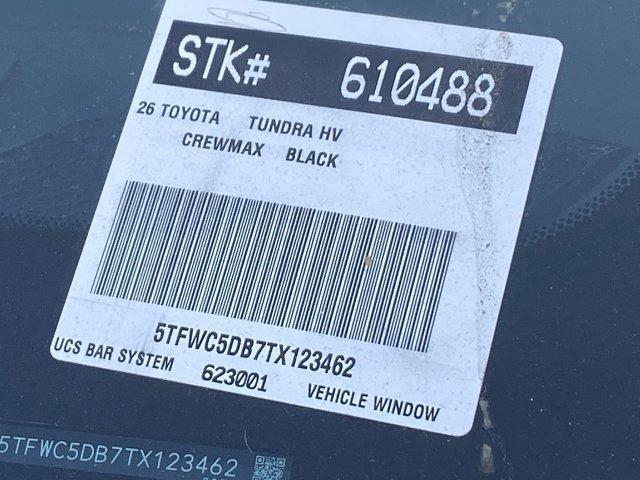 STK# 610488
26 TOYOTA TUNDRA HV
CREWMAX BLACK
5TFWC5DB7TX123462
UCS BAR SYSTEM 623001 VEHICLE WINDOW
5TFWC5DB7TX123462